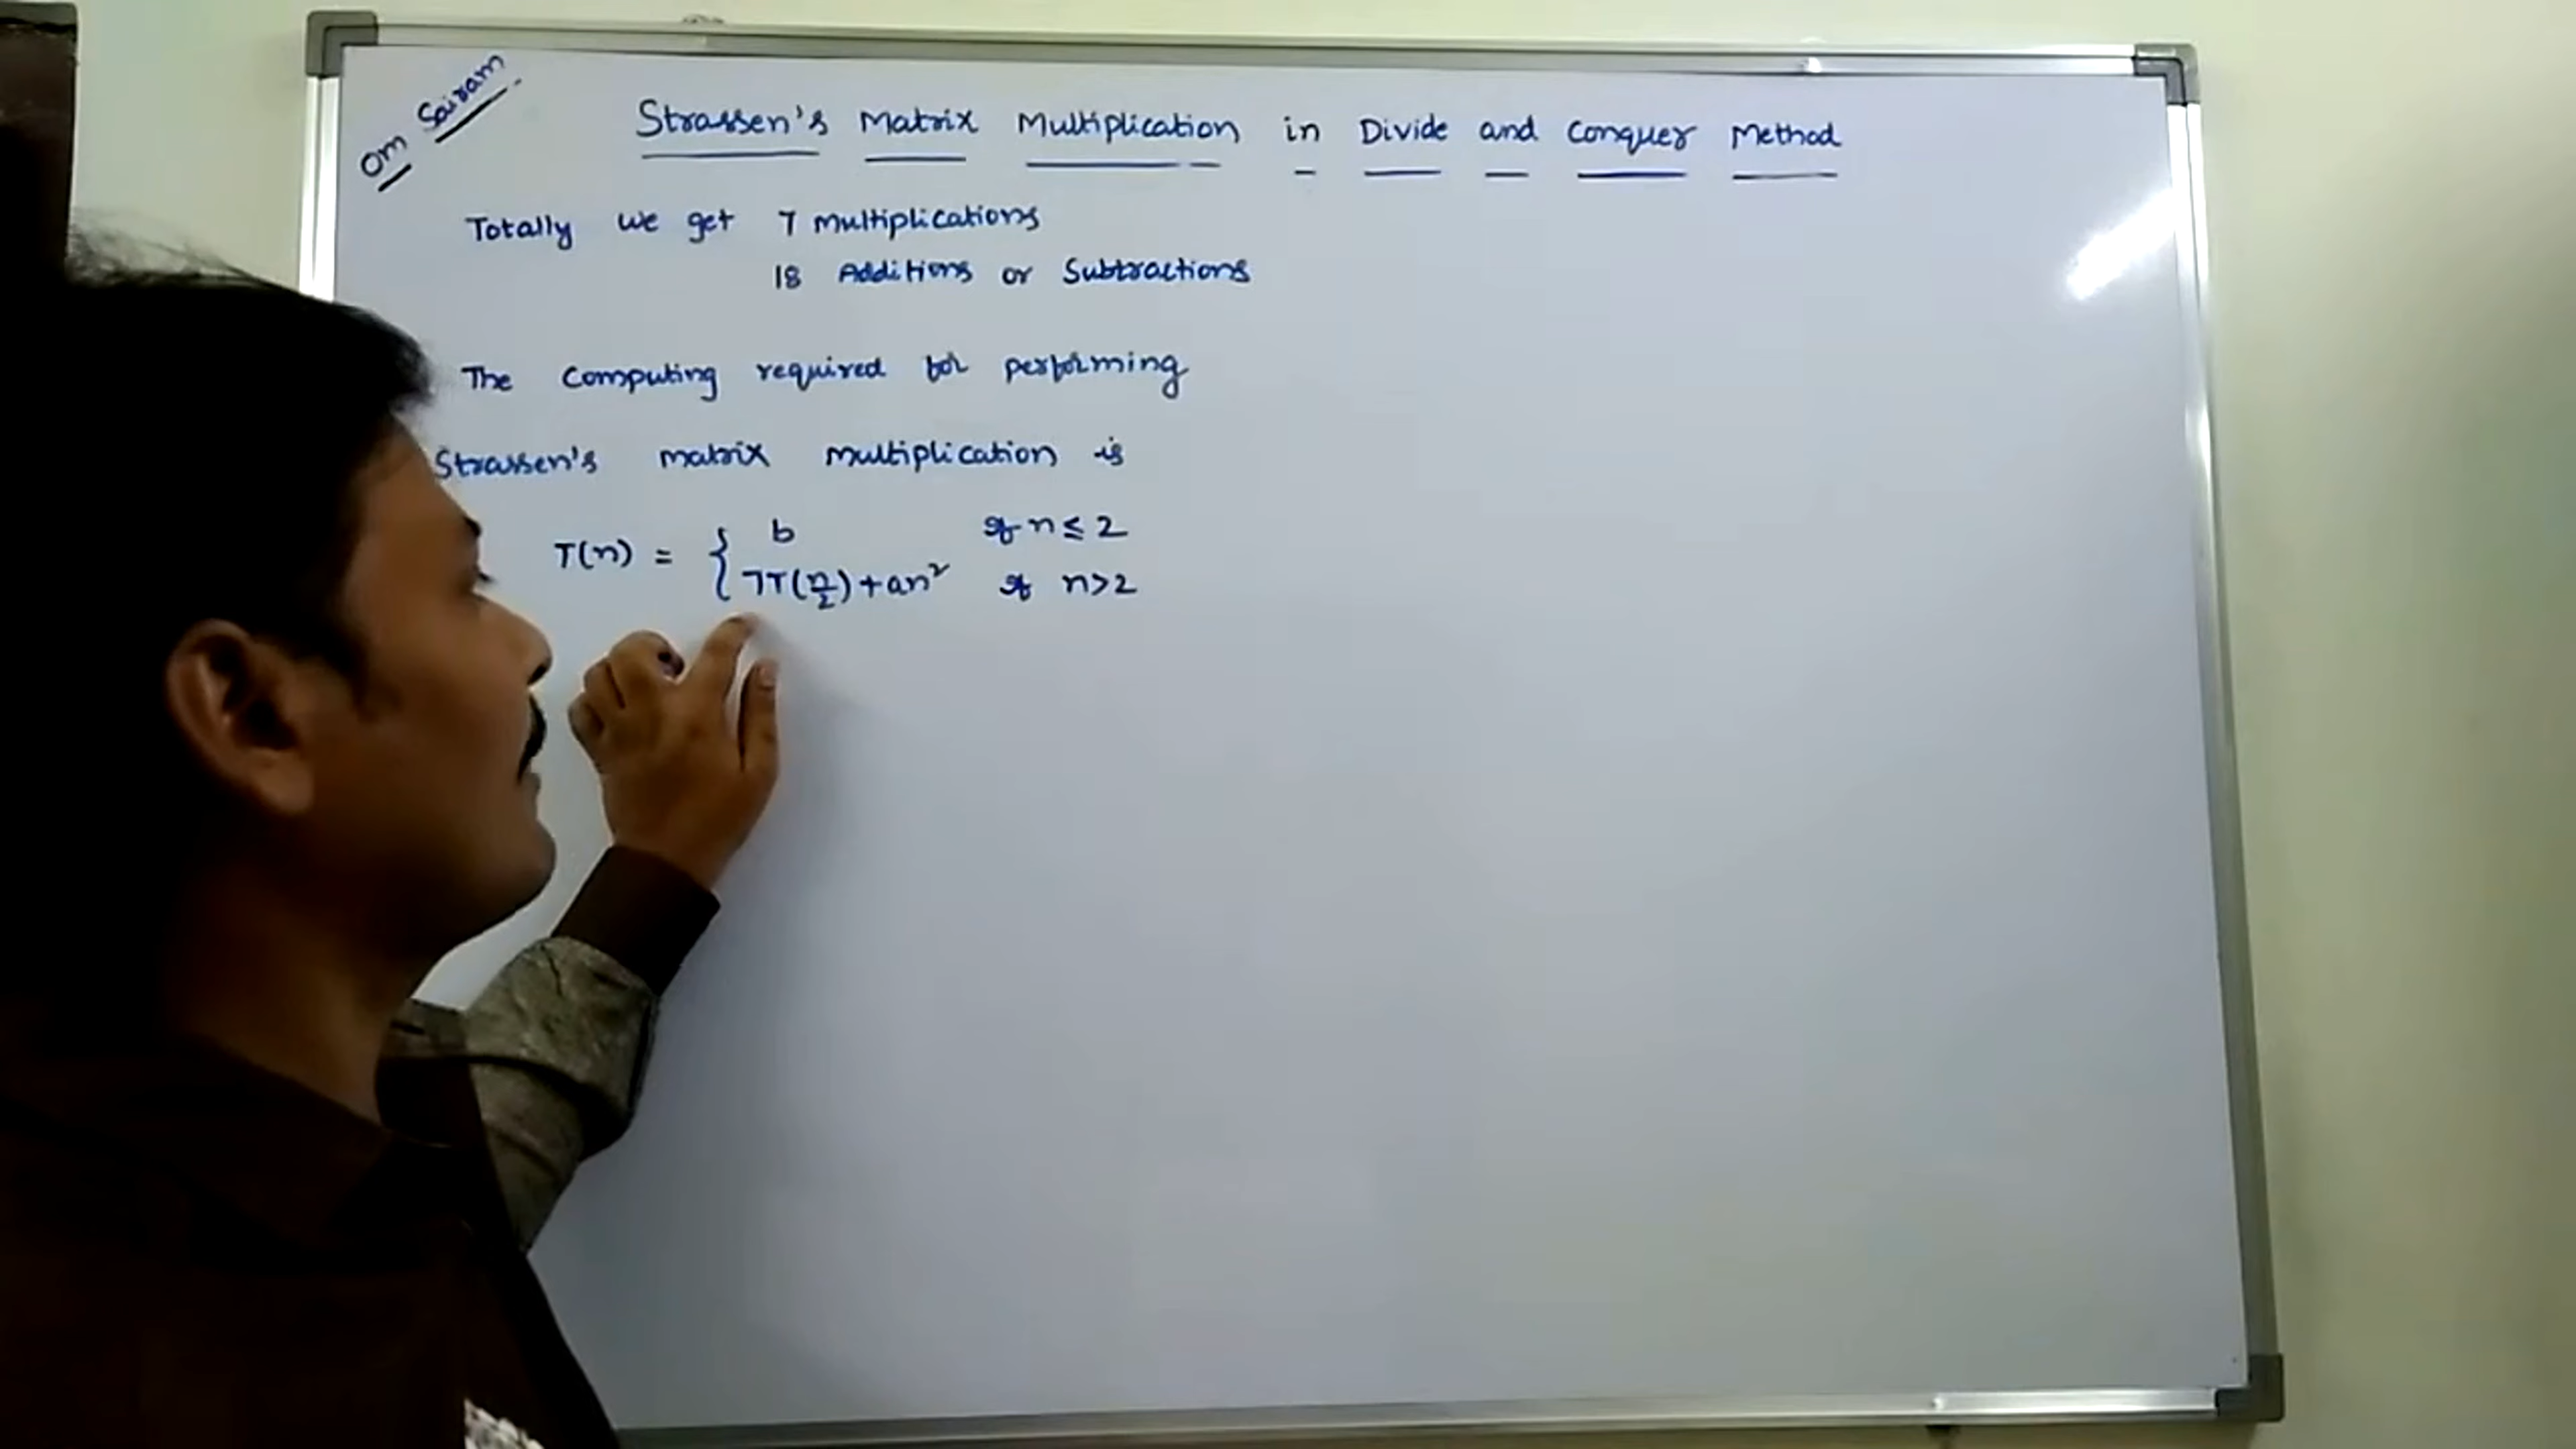 Om Sairam.
Strassen's Matrix Multiplication in Divide and Conquer Method
Totally we get 7 multiplications
18 Additions or Subtractions
The Computing required for performing
Strassen's matrix multiplication is
T(n) = { b if n ≤ 2
7T(n/2)+an² if n>2